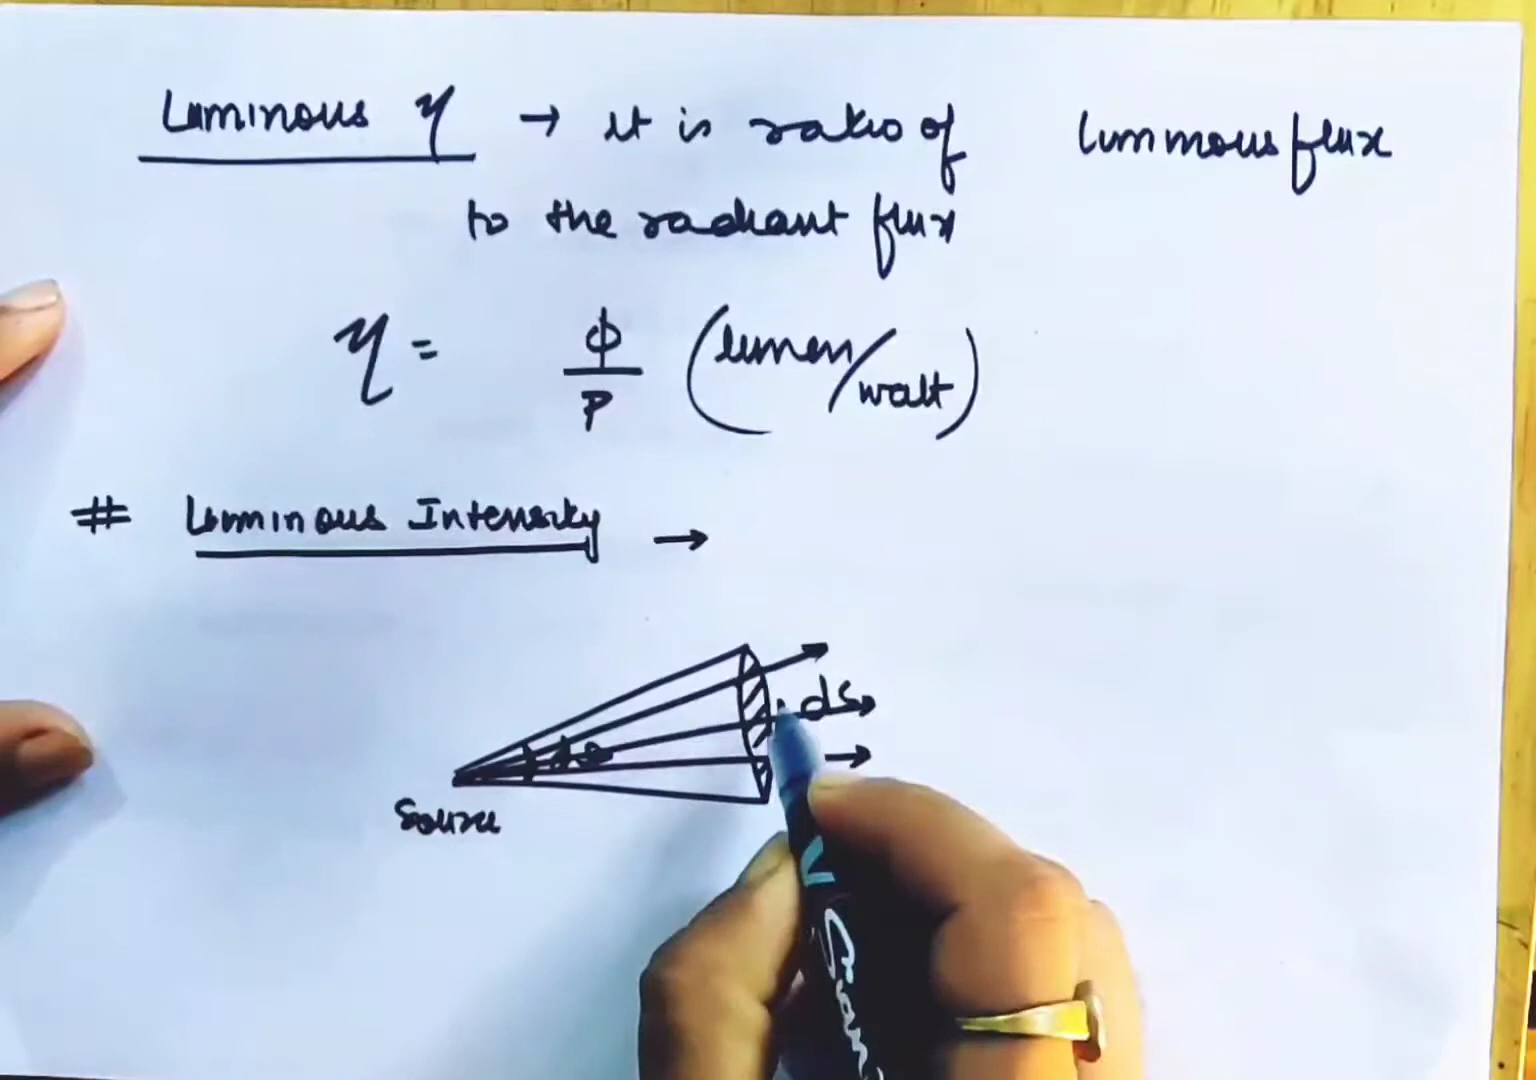 Luminous η → it is ratio of luminous flux
to the radiant flux
η = ϕ/P (lumen/watt)
# Luminous Intensity →
ds
Source